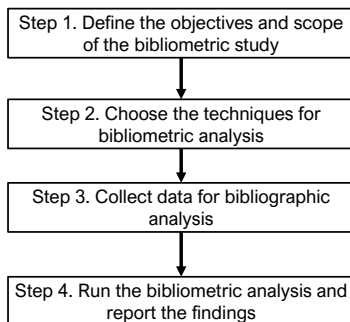 Step 1. Define the objectives and scope
of the bibliometric study
Step 2. Choose the techniques for
bibliometric analysis
Step 3. Collect data for bibliographic
analysis
Step 4. Run the bibliometric analysis and
report the findings